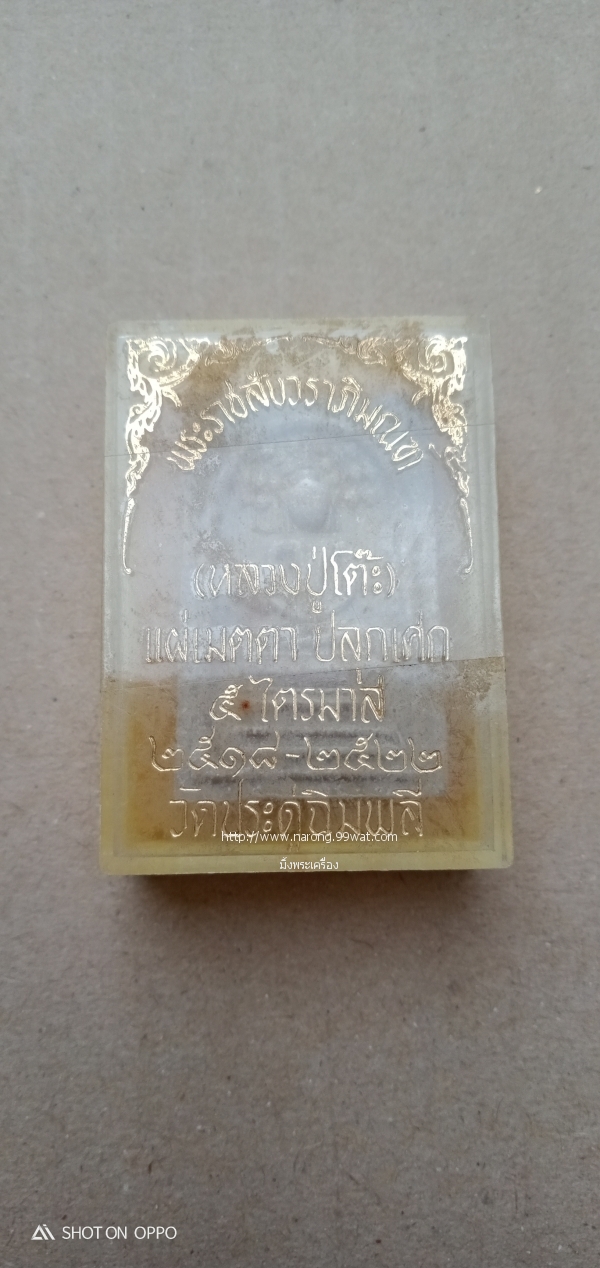 พระราชสังวราภิมณฑ์
(หลวงปู่โต๊ะ)
แผ่เมตตา ปลุกเศก
๕ ไตรมาส
๒๕๑๘-๒๕๒๒
วัดประดู่ฉิมพลี
http://www.narong.99wat.com
มิ้งพระเครื่อง
SHOT ON OPPO